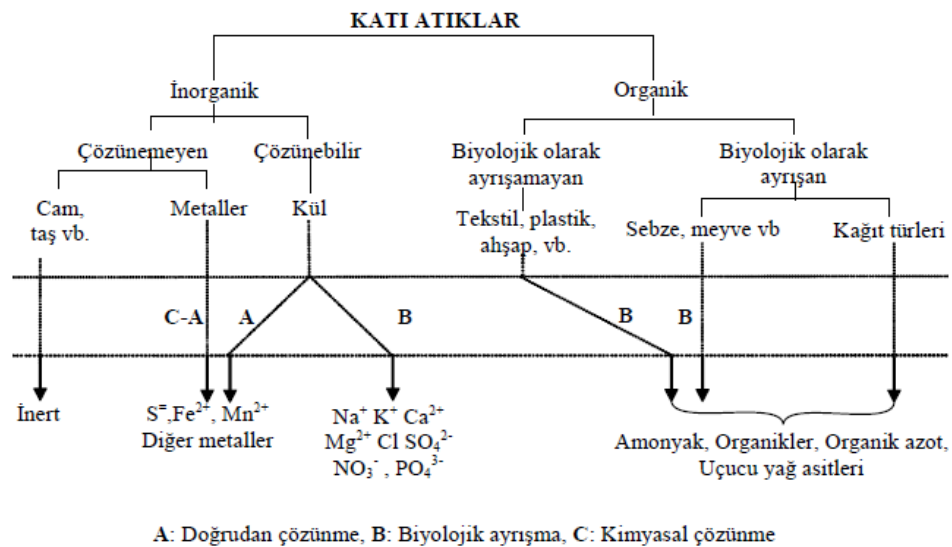 KATI ATIKLAR
İnorganik
Organik
Çözünemeyen
Çözünebilir
Biyolojik olarak
ayrışamayan
Biyolojik olarak
ayrışan
Cam,
taş vb.
Metaller
Kül
Tekstil, plastik,
ahşap, vb.
Sebze, meyve vb
Kağıt türleri
C-A
A
B
B
B
İnert
S⁼,Fe²⁺, Mn²⁺
Diğer metaller
Na⁺ K⁺ Ca²⁺
Mg²⁺ Cl SO₄²⁻
NO₃⁻ , PO₄³⁻
Amonyak, Organikler, Organik azot,
Uçucu yağ asitleri
A: Doğrudan çözünme, B: Biyolojik ayrışma, C: Kimyasal çözünme